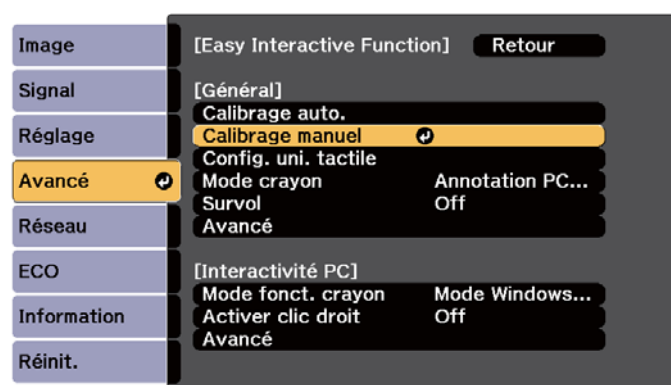 Image
Signal
Réglage
Avancé
Réseau
ECO
Information
Réinit.
[Easy Interactive Function] Retour
[Général]
Calibrage auto.
Calibrage manuel
Config. uni. tactile
Mode crayon Annotation PC...
Survol Off
Avancé
[Interactivité PC]
Mode fonct. crayon Mode Windows...
Activer clic droit Off
Avancé